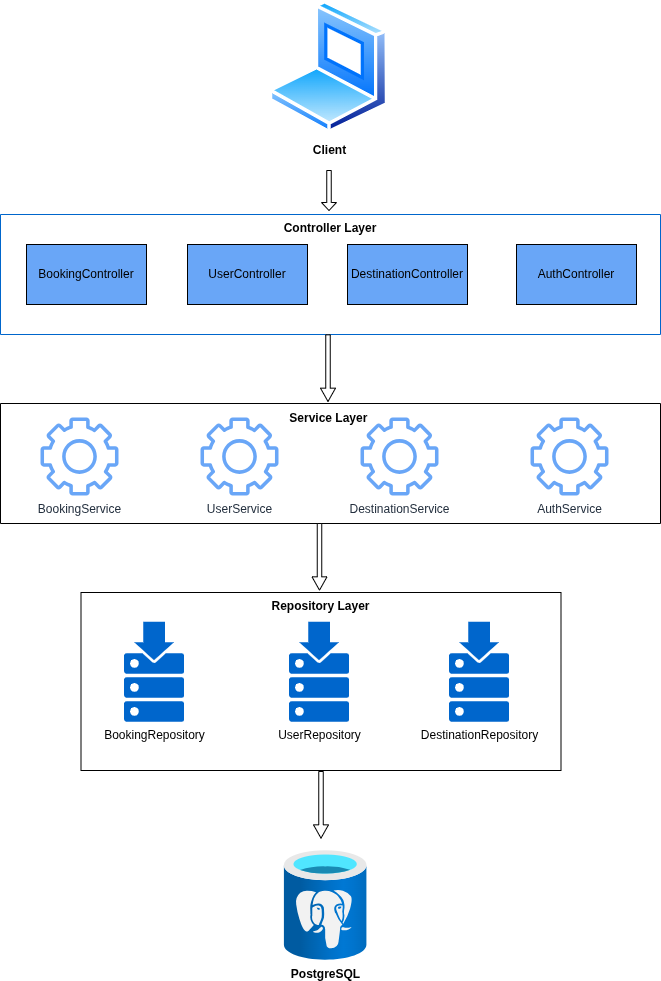 Client
Controller Layer
BookingController
UserController
DestinationController
AuthController
Service Layer
BookingService
UserService
DestinationService
AuthService
Repository Layer
BookingRepository
UserRepository
DestinationRepository
PostgreSQL